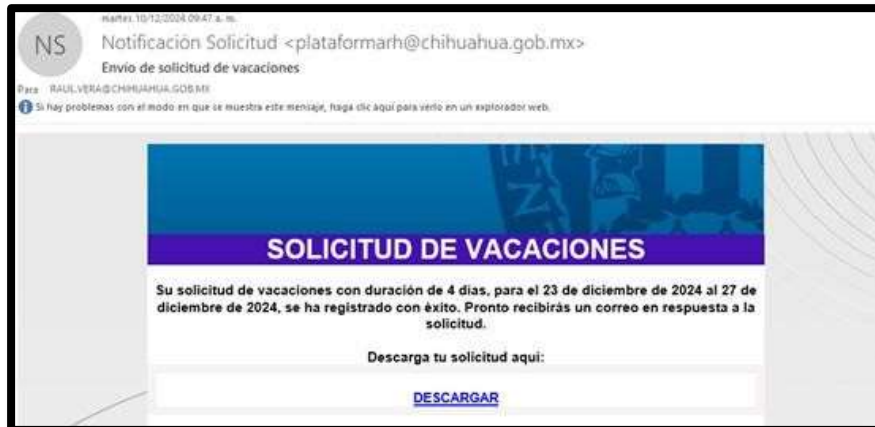 martes 10/12/2024 09:47 a. m.
NS
Notificación Solicitud <plataformarh@chihuahua.gob.mx>
Envío de solicitud de vacaciones
Para RAUL.VERA@CHIHUAHUA.GOB.MX
Si hay problemas con el modo en que se muestra este mensaje, haga clic aquí para verlo en un explorador web.
SOLICITUD DE VACACIONES
Su solicitud de vacaciones con duración de 4 días, para el 23 de diciembre de 2024 al 27 de
diciembre de 2024, se ha registrado con éxito. Pronto recibirás un correo en respuesta a la
solicitud.
Descarga tu solicitud aquí:
DESCARGAR